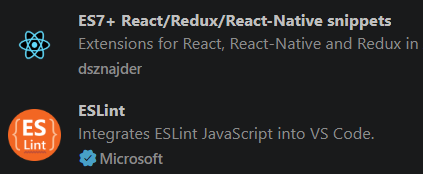 ES7+ React/Redux/React-Native snippets
Extensions for React, React-Native and Redux in
dsznajder
ES
Lint
ESLint
Integrates ESLint JavaScript into VS Code.
Microsoft